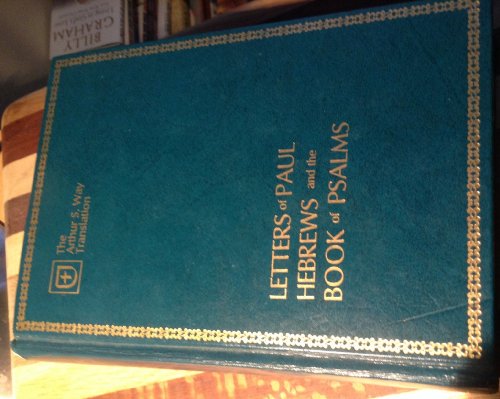 The
Arthur S. Way
Translation
LETTERS of PAUL
HEBREWS and the
BOOK of PSALMS
BILLY
GRAHAM